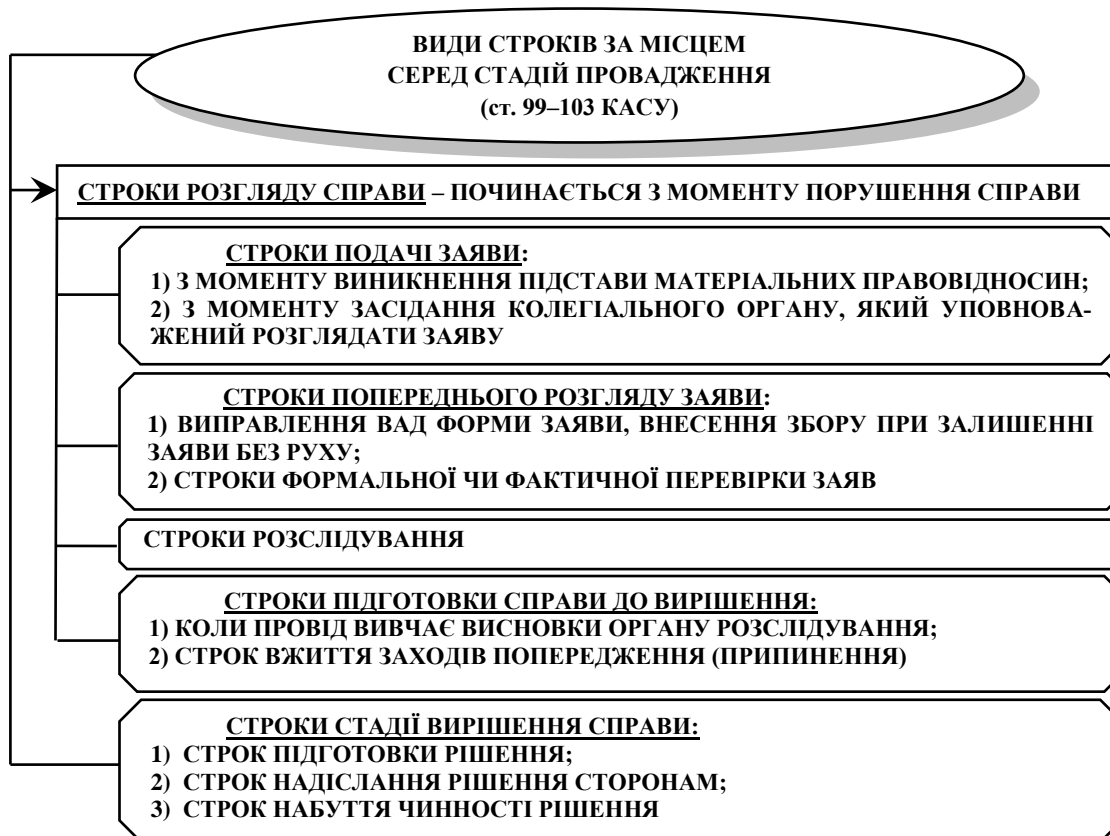 ВИДИ СТРОКІВ ЗА МІСЦЕМ
СЕРЕД СТАДІЙ ПРОВАДЖЕННЯ
(ст. 99–103 КАСУ)
СТРОКИ РОЗГЛЯДУ СПРАВИ – ПОЧИНАЄТЬСЯ З МОМЕНТУ ПОРУШЕННЯ СПРАВИ
СТРОКИ ПОДАЧІ ЗАЯВИ:
1) З МОМЕНТУ ВИНИКНЕННЯ ПІДСТАВИ МАТЕРІАЛЬНИХ ПРАВОВІДНОСИН;
2) З МОМЕНТУ ЗАСІДАННЯ КОЛЕГІАЛЬНОГО ОРГАНУ, ЯКИЙ УПОВНОВА-
ЖЕНИЙ РОЗГЛЯДАТИ ЗАЯВУ
СТРОКИ ПОПЕРЕДНЬОГО РОЗГЛЯДУ ЗАЯВИ:
1) ВИПРАВЛЕННЯ ВАД ФОРМИ ЗАЯВИ, ВНЕСЕННЯ ЗБОРУ ПРИ ЗАЛИШЕННІ
ЗАЯВИ БЕЗ РУХУ;
2) СТРОКИ ФОРМАЛЬНОЇ ЧИ ФАКТИЧНОЇ ПЕРЕВІРКИ ЗАЯВ
СТРОКИ РОЗСЛІДУВАННЯ
СТРОКИ ПІДГОТОВКИ СПРАВИ ДО ВИРІШЕННЯ:
1) КОЛИ ПРОВІД ВИВЧАЄ ВИСНОВКИ ОРГАНУ РОЗСЛІДУВАННЯ;
2) СТРОК ВЖИТТЯ ЗАХОДІВ ПОПЕРЕДЖЕННЯ (ПРИПИНЕННЯ)
СТРОКИ СТАДІЇ ВИРІШЕННЯ СПРАВИ:
1) СТРОК ПІДГОТОВКИ РІШЕННЯ;
2) СТРОК НАДІСЛАННЯ РІШЕННЯ СТОРОНАМ;
3) СТРОК НАБУТТЯ ЧИННОСТІ РІШЕННЯ